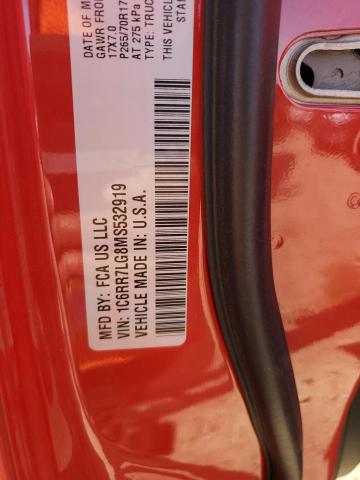 MFD BY: FCA US LLC
DATE OF M
GAWR FRO
17X7.0
P265/70R17
AT 275 kPa
TYPE: TRUC
VIN: 1C6RR7LG8MS532919
THIS VEHICLE
STA
VEHICLE MADE IN: U.S.A.